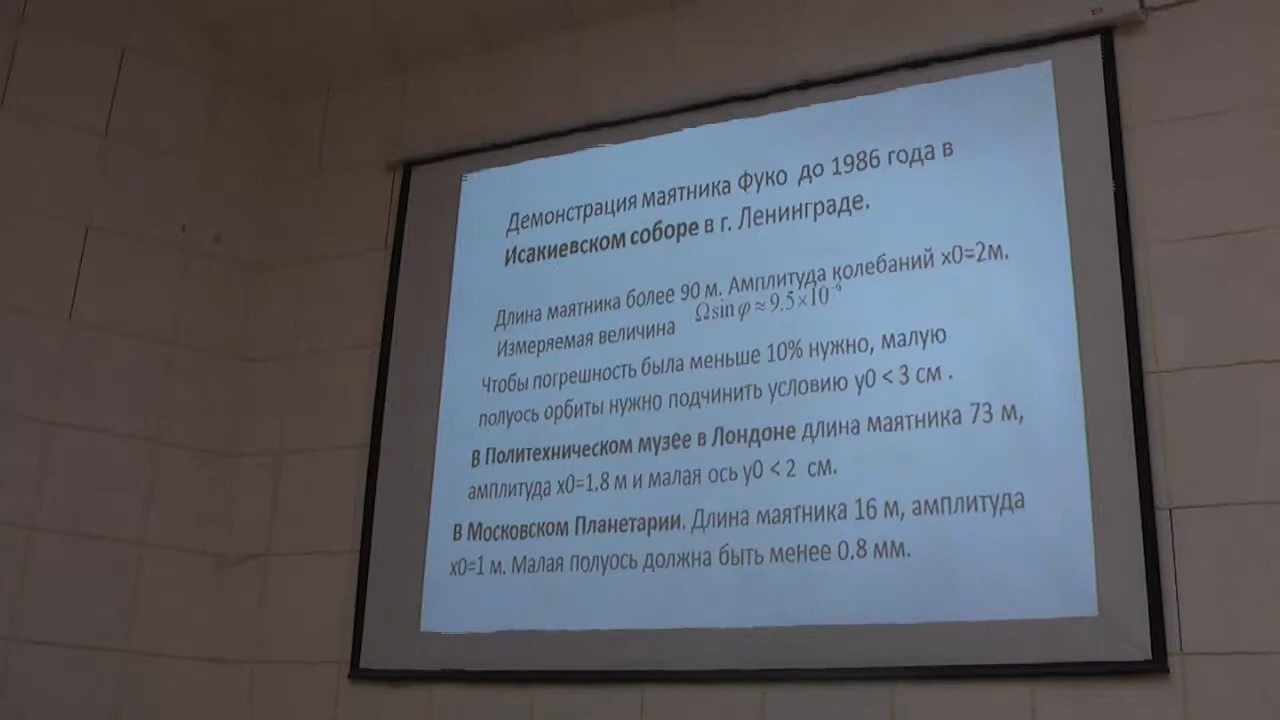 Демонстрация маятника Фуко до 1986 года в
Исакиевском соборе в г. Ленинграде.
Длина маятника более 90 м. Амплитуда колебаний x0=2м.
Измеряемая величина Ωsin φ ≈ 9.5×10
Чтобы погрешность была меньше 10% нужно, малую
полуось орбиты нужно подчинить условию y0 < 3 см .
В Политехническом музее в Лондоне длина маятника 73 м,
амплитуда x0=1.8 м и малая ось y0 < 2 см.
В Московском Планетарии. Длина маятника 16 м, амплитуда
x0=1 м. Малая полуось должна быть менее 0.8 мм.